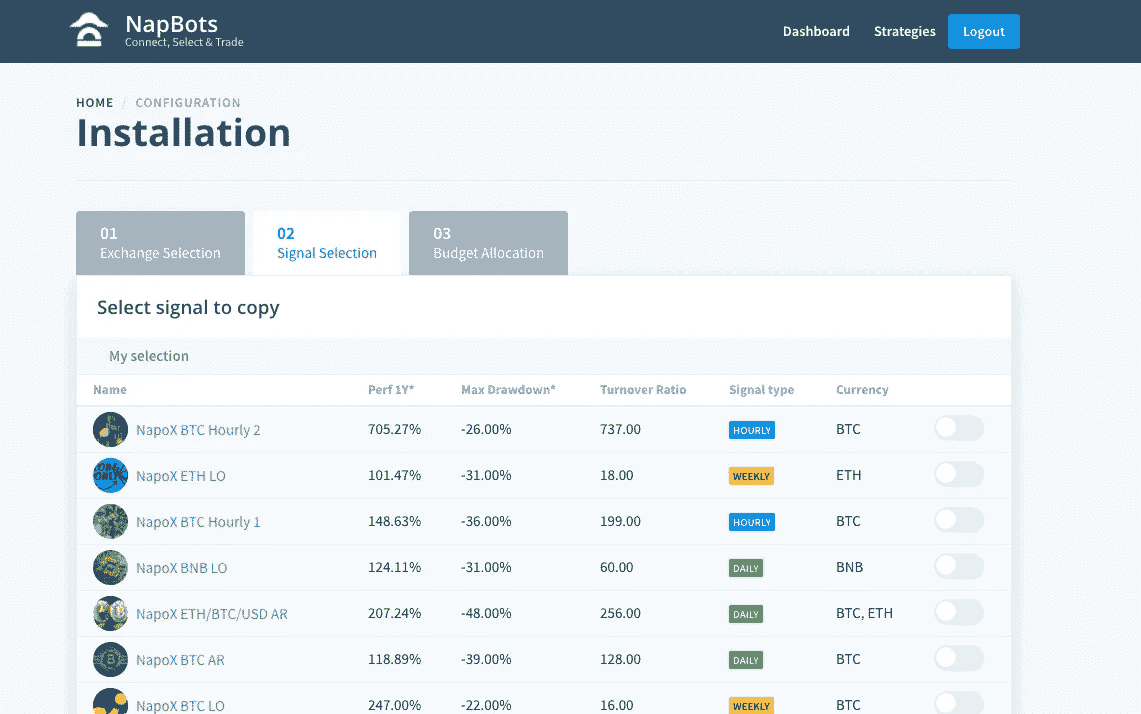 NapBots
Connect, Select & Trade
Dashboard Strategies Logout
HOME / CONFIGURATION
Installation
01
Exchange Selection
02
Signal Selection
03
Budget Allocation
Select signal to copy
My selection
Name Perf 1Y* Max Drawdown* Turnover Ratio Signal type Currency
NapoX BTC Hourly 2 705.27% -26.00% 737.00 HOURLY BTC
NapoX ETH LO 101.47% -31.00% 18.00 WEEKLY ETH
NapoX BTC Hourly 1 148.63% -36.00% 199.00 HOURLY BTC
NapoX BNB LO 124.11% -31.00% 60.00 DAILY BNB
NapoX ETH/BTC/USD AR 207.24% -48.00% 256.00 DAILY BTC, ETH
NapoX BTC AR 118.89% -39.00% 128.00 DAILY BTC
NapoX BTC LO 247.00% -22.00% 16.00 WEEKLY BTC